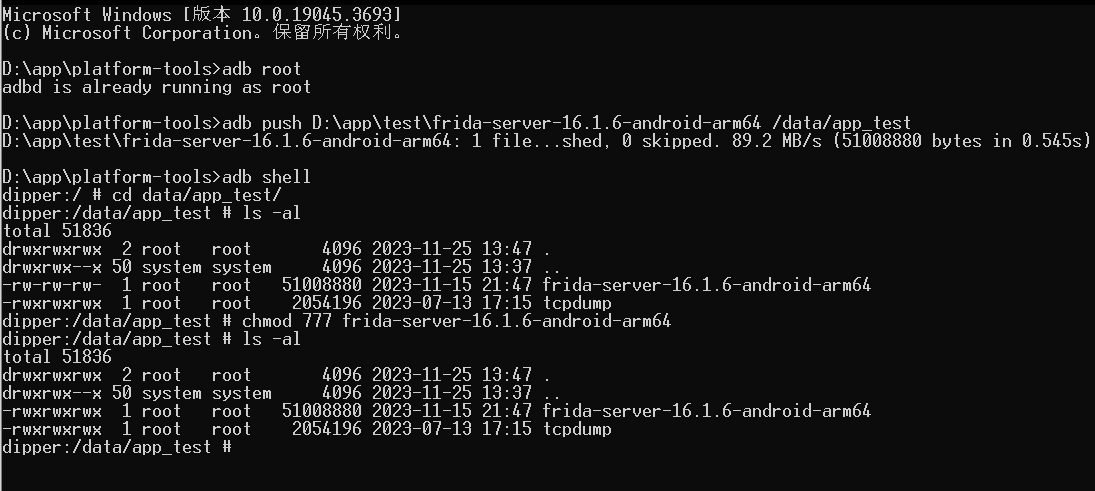 Microsoft Windows [版本 10.0.19045.3693]
(c) Microsoft Corporation。保留所有权利。
D:\app\platform-tools>adb root
adbd is already running as root
D:\app\platform-tools>adb push D:\app\test\frida-server-16.1.6-android-arm64 /data/app_test
D:\app\test\frida-server-16.1.6-android-arm64: 1 file...shed, 0 skipped. 89.2 MB/s (51008880 bytes in 0.545s)
D:\app\platform-tools>adb shell
dipper:/ # cd data/app_test/
dipper:/data/app_test # ls -al
total 51836
drwxrwxrwx  2 root   root       4096 2023-11-25 13:47 .
drwxrwx--x 50 system system     4096 2023-11-25 13:37 ..
-rw-rw-rw-  1 root   root   51008880 2023-11-15 21:47 frida-server-16.1.6-android-arm64
-rwxrwxrwx  1 root   root    2054196 2023-07-13 17:15 tcpdump
dipper:/data/app_test # chmod 777 frida-server-16.1.6-android-arm64
dipper:/data/app_test # ls -al
total 51836
drwxrwxrwx  2 root   root       4096 2023-11-25 13:47 .
drwxrwx--x 50 system system     4096 2023-11-25 13:37 ..
-rwxrwxrwx  1 root   root   51008880 2023-11-15 21:47 frida-server-16.1.6-android-arm64
-rwxrwxrwx  1 root   root    2054196 2023-07-13 17:15 tcpdump
dipper:/data/app_test #